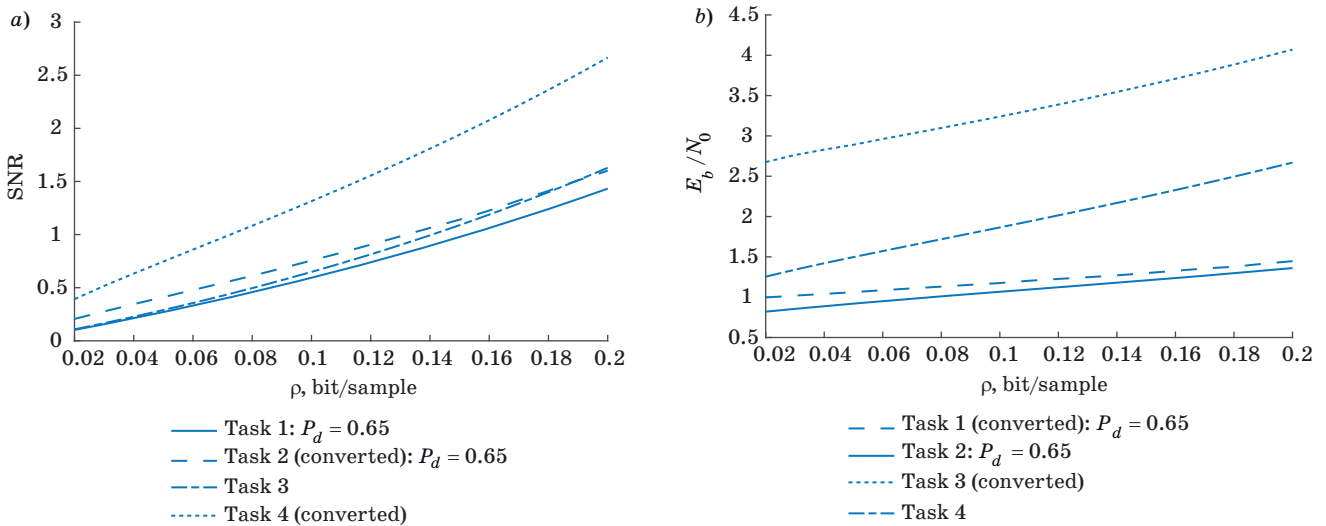 a)
SNR
3
2.5
2
1.5
1
0.5
0
0.02 0.04 0.06 0.08 0.1 0.12 0.14 0.16 0.18 0.2
ρ, bit/sample
Task 1: P_d = 0.65
Task 2 (converted): P_d = 0.65
Task 3
Task 4 (converted)
b)
E_b/N_0
4.5
4
3.5
3
2.5
2
1.5
1
0.5
0.02 0.04 0.06 0.08 0.1 0.12 0.14 0.16 0.18 0.2
ρ, bit/sample
Task 1 (converted): P_d = 0.65
Task 2: P_d = 0.65
Task 3 (converted)
Task 4